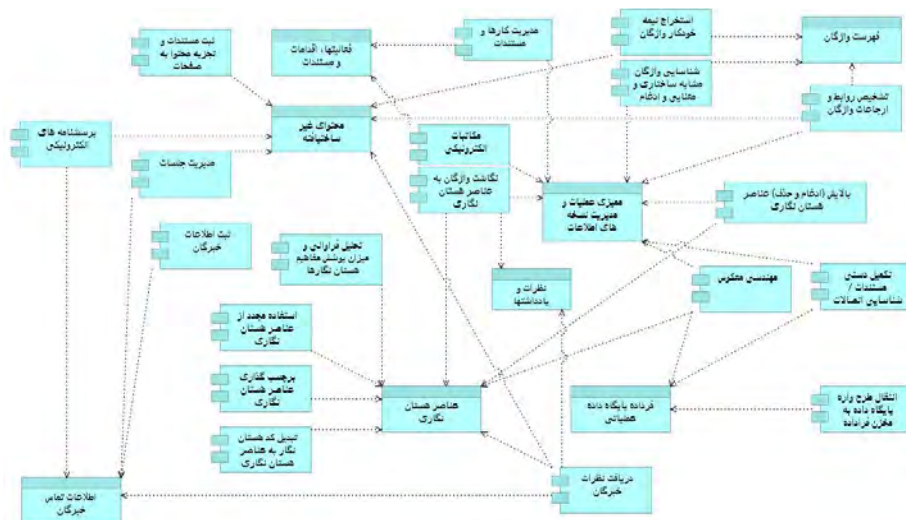 ثبت مستندات و
تجزیه محتوا به
صفحات
فعالیتها، اقدامات
و مستندات
مدیریت کارها و
مستندات
استخراج نیمه
خودکار واژگان
فهرست واژگان
شناسایی واژگان
مشابه ساختاری و
معنایی و ادغام
تشخیص روابط و
ارجاعات واژگان
محتوای غیر
ساختیافته
پرسشنامه های
الکترونیکی
مدیریت جلسات
مکاتبات
الکترونیکی
نگاشت واژگان به
عناصر هستان
نگاری
ممیزی عملیات و
مدیریت نسخه
های اطلاعات
پالایش (ادغام و حذف) عناصر
هستان نگاری
ثبت اطلاعات
خبرگان
تحلیل فراوانی و
میزان پوشش مفاهیم
هستان نگارها
نظرات و
یادداشتها
مهندسی معکوس
تکمیل دستی
مستندات /
شناسایی اتصالات
استفاده مجدد از
عناصر هستان
نگاری
برچسب گذاری
عناصر هستان
نگاری
عناصر هستان
نگاری
فرداده پایگاه داده
عملیاتی
انتقال طرح واره
پایگاه داده به
مخزن فراداده
تبدیل کد هستان
نگار به عناصر
هستان نگاری
دریافت نظرات
خبرگان
اطلاعات تماس
خبرگان